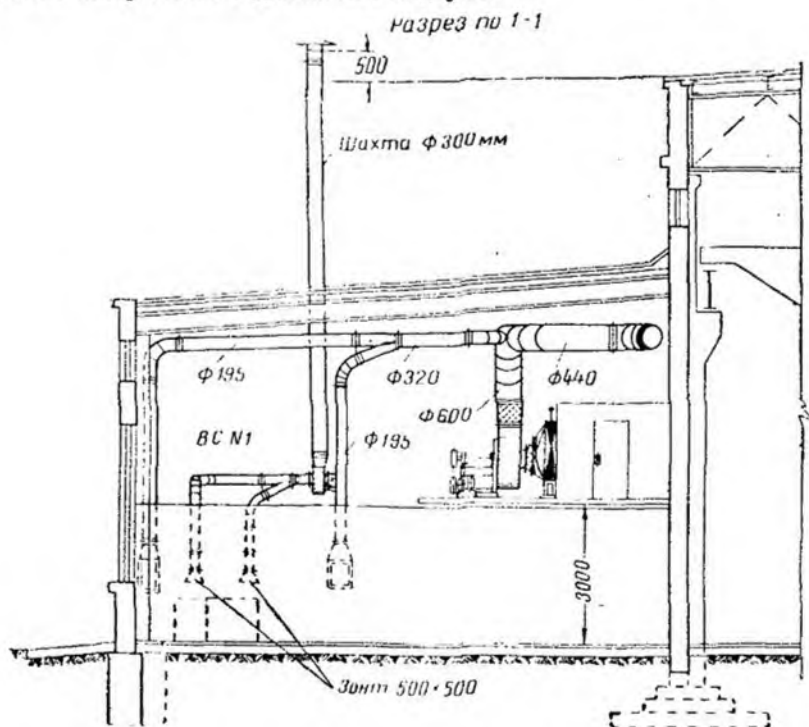 Разрез по 1-1
500
Шахта Ф300мм
Ф195
Ф320
Ф440
Ф600
ВС N1
Ф195
3000
Зонт 500×500